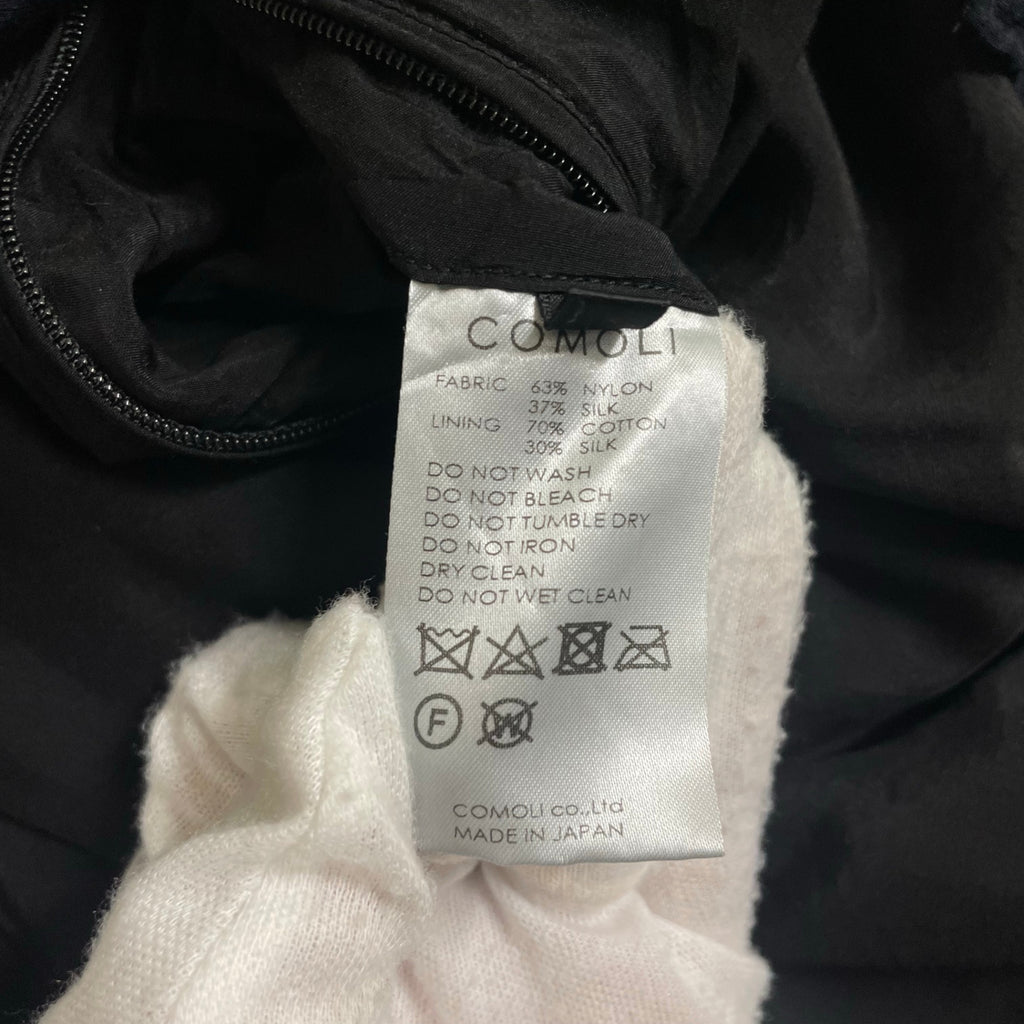 COMOLI
FABRIC 63% NYLON
37% SILK
LINING 70% COTTON
30% SILK
DO NOT WASH
DO NOT BLEACH
DO NOT TUMBLE DRY
DO NOT IRON
DRY CLEAN
DO NOT WET CLEAN
F W
COMOLI co.,Ltd
MADE IN JAPAN